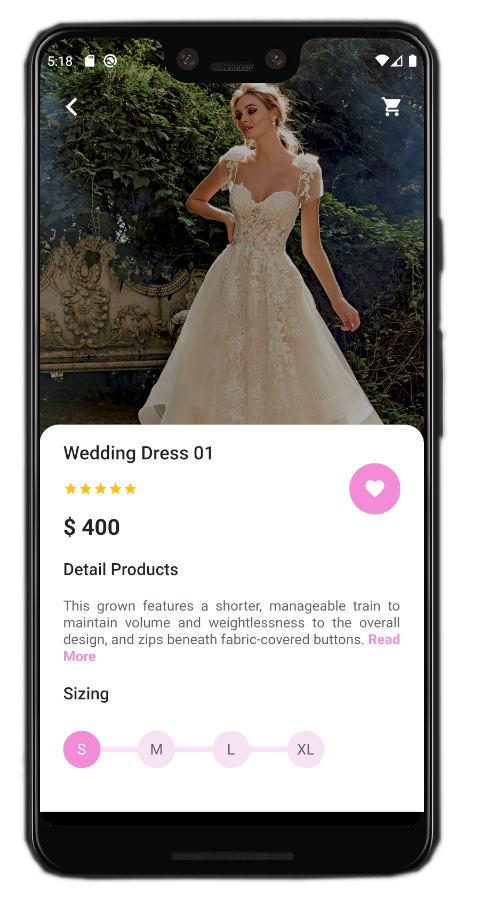 5:18
Wedding Dress 01
$ 400
Detail Products
This grown features a shorter, manageable train to
maintain volume and weightlessness to the overall
design, and zips beneath fabric-covered buttons. Read
More
Sizing
S M L XL